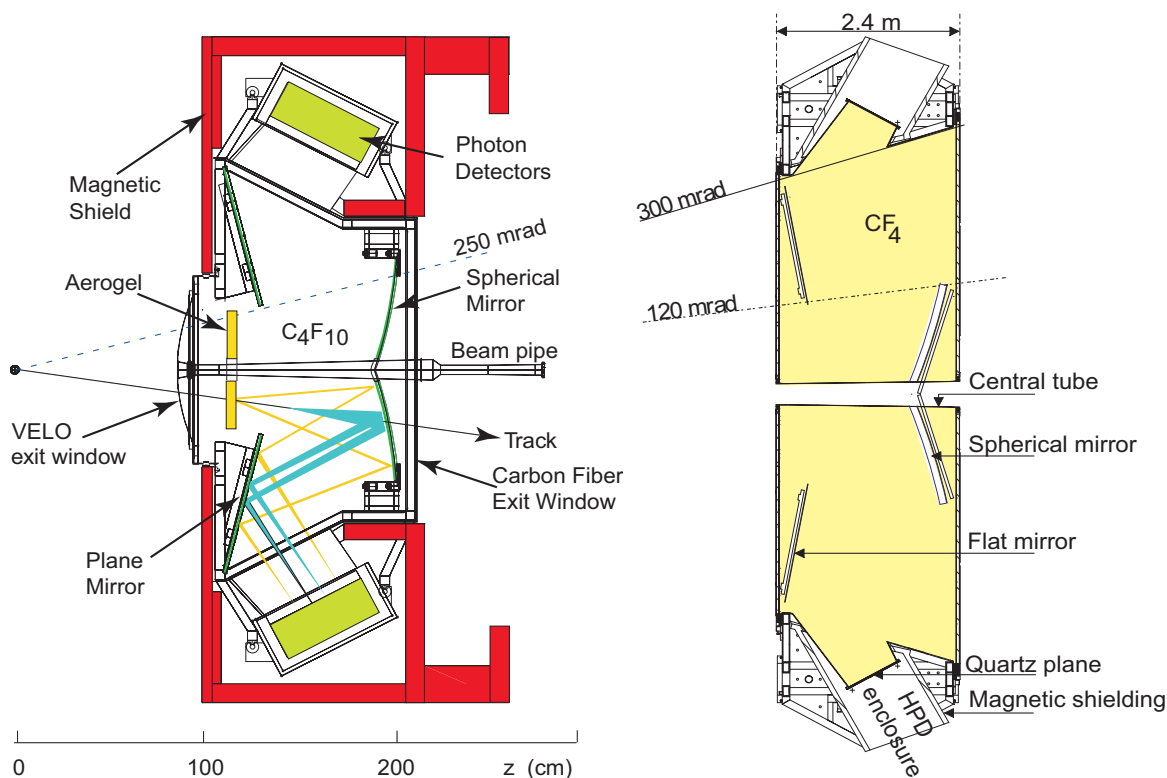 Photon
Detectors
Magnetic
Shield
250 mrad
Aerogel
Spherical
Mirror
C4F10
Beam pipe
VELO
exit window
Track
Carbon Fiber
Exit Window
Plane
Mirror
0
100
200
z (cm)
2.4 m
300 mrad
CF4
120 mrad
Central tube
Spherical mirror
Flat mirror
Quartz plane
Magnetic shielding
HPD
enclosure